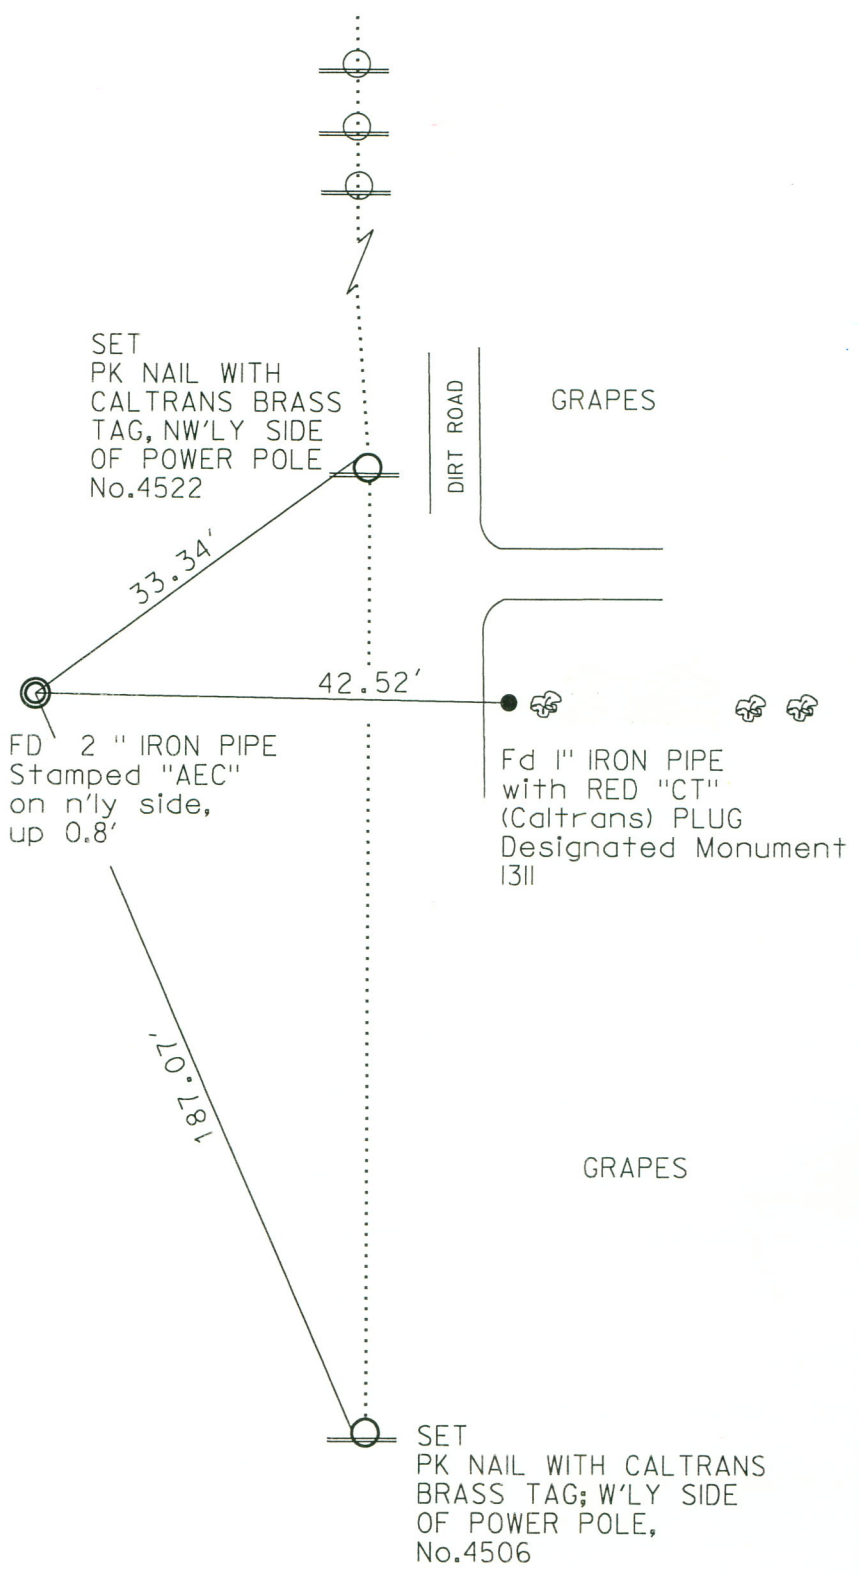 SET
PK NAIL WITH
CALTRANS BRASS
TAG, NW'LY SIDE
OF POWER POLE
No.4522
DIRT ROAD
GRAPES
33.34'
42.52'
FD 2 " IRON PIPE
Stamped "AEC"
on n'ly side,
up 0.8'
Fd 1" IRON PIPE
with RED "CT"
(Caltrans) PLUG
Designated Monument
1311
187.07'
GRAPES
SET
PK NAIL WITH CALTRANS
BRASS TAG; W'LY SIDE
OF POWER POLE,
No.4506